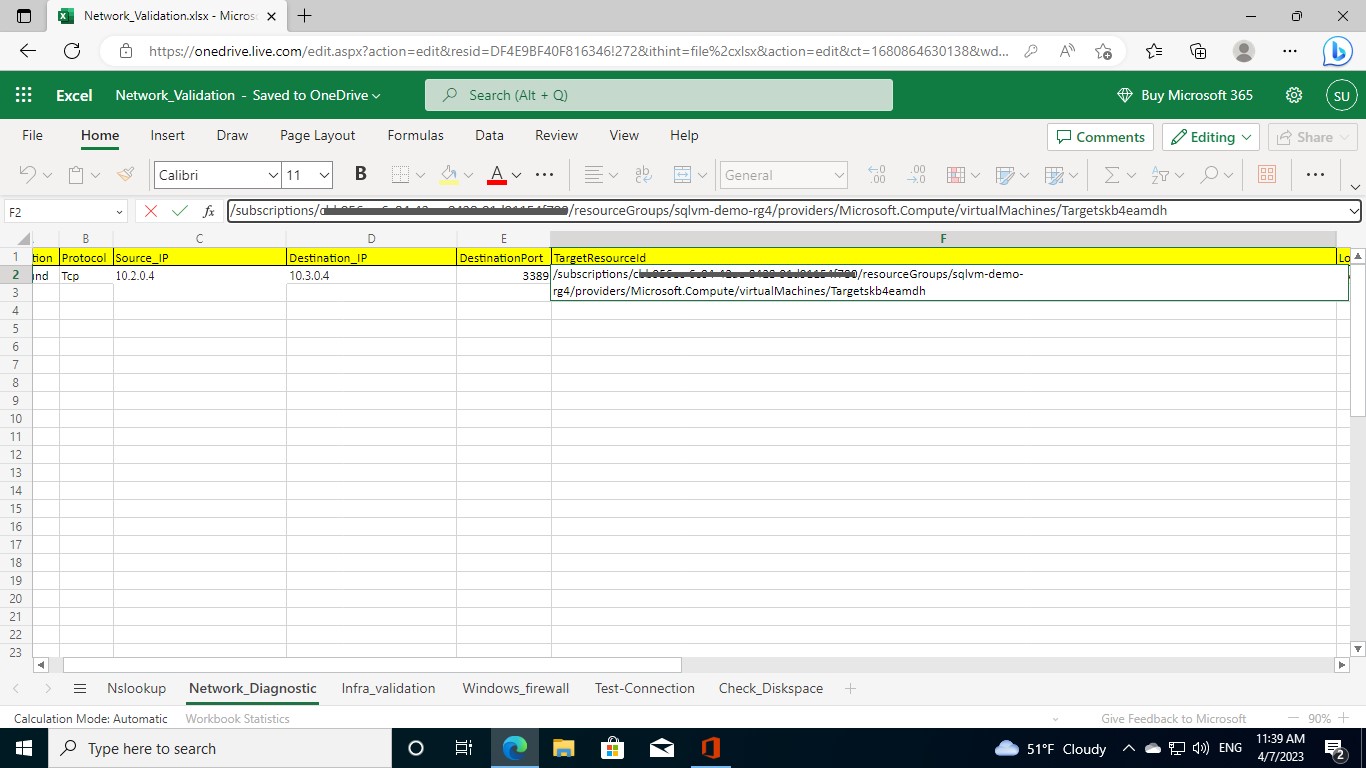 Network_Validation.xlsx - Micros
https://onedrive.live.com/edit.aspx?action=edit&resid=DF4E9BF40F816346!272&ithint=file%2cxlsx&action=edit&ct=1680864630138&wd...
Excel Network_Validation - Saved to OneDrive Search (Alt + Q) Buy Microsoft 365 SU
File Home Insert Draw Page Layout Formulas Data Review View Help Comments Editing Share
Calibri 11 B A General
F2 fx /subscriptions/ /resourceGroups/sqlvm-demo-rg4/providers/Microsoft.Compute/virtualMachines/Targetskb4eamdh
B C D E F
1 tion Protocol Source_IP Destination_IP DestinationPort TargetResourceId Lo
2 ind Tcp 10.2.0.4 10.3.0.4 3389 /subscriptions/ /resourceGroups/sqlvm-demo-
rg4/providers/Microsoft.Compute/virtualMachines/Targetskb4eamdh
3
4
5
6
7
8
9
10
11
12
13
14
15
16
17
18
19
20
21
22
23
Nslookup Network_Diagnostic Infra_validation Windows_firewall Test-Connection Check_Diskspace
Calculation Mode: Automatic Workbook Statistics Give Feedback to Microsoft 90%
Type here to search 51°F Cloudy ENG 11:39 AM
4/7/2023 2